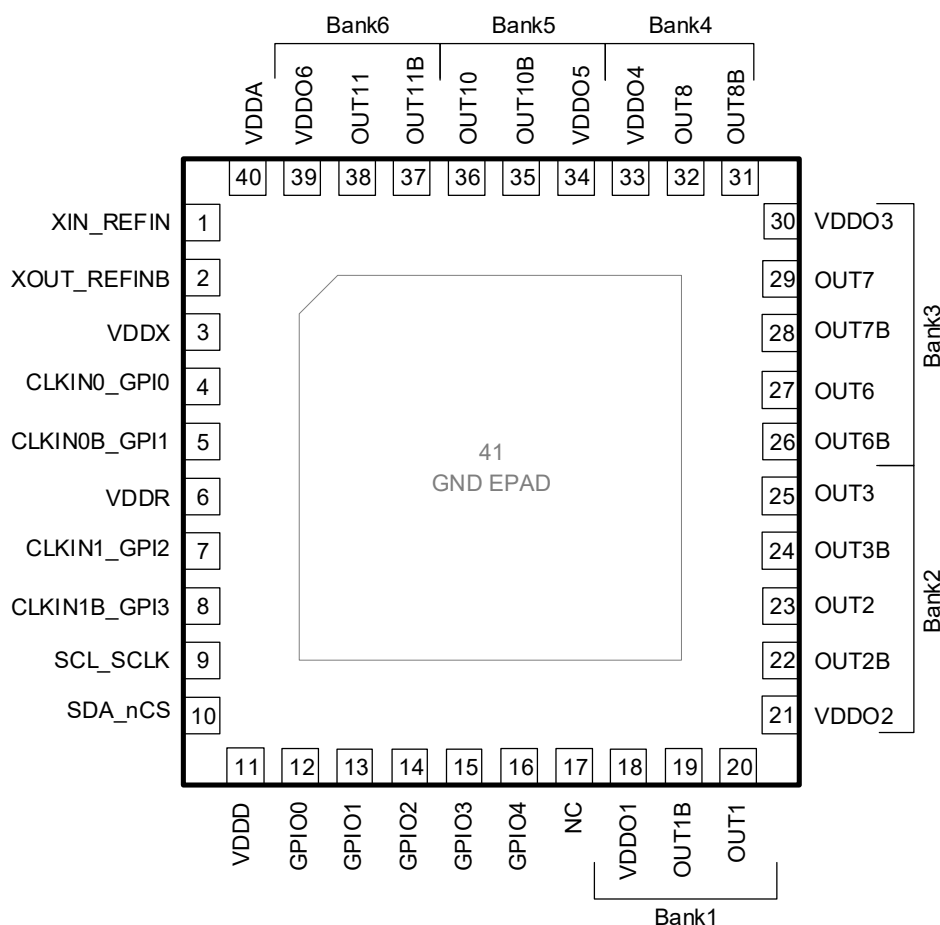 Bank6
Bank5
Bank4
VDDA
VDDO6
OUT11
OUT11B
OUT10
OUT10B
VDDO5
VDDO4
OUT8
OUT8B
40
39
38
37
36
35
34
33
32
31
XIN_REFIN 1
XOUT_REFINB 2
VDDX 3
CLKIN0_GPI0 4
CLKIN0B_GPI1 5
VDDR 6
CLKIN1_GPI2 7
CLKIN1B_GPI3 8
SCL_SCLK 9
SDA_nCS 10
41
GND EPAD
30 VDDO3
29 OUT7
28 OUT7B
27 OUT6
26 OUT6B
25 OUT3
24 OUT3B
23 OUT2
22 OUT2B
21 VDDO2
Bank3
Bank2
11
12
13
14
15
16
17
18
19
20
VDDD
GPIO0
GPIO1
GPIO2
GPIO3
GPIO4
NC
VDDO1
OUT1B
OUT1
Bank1